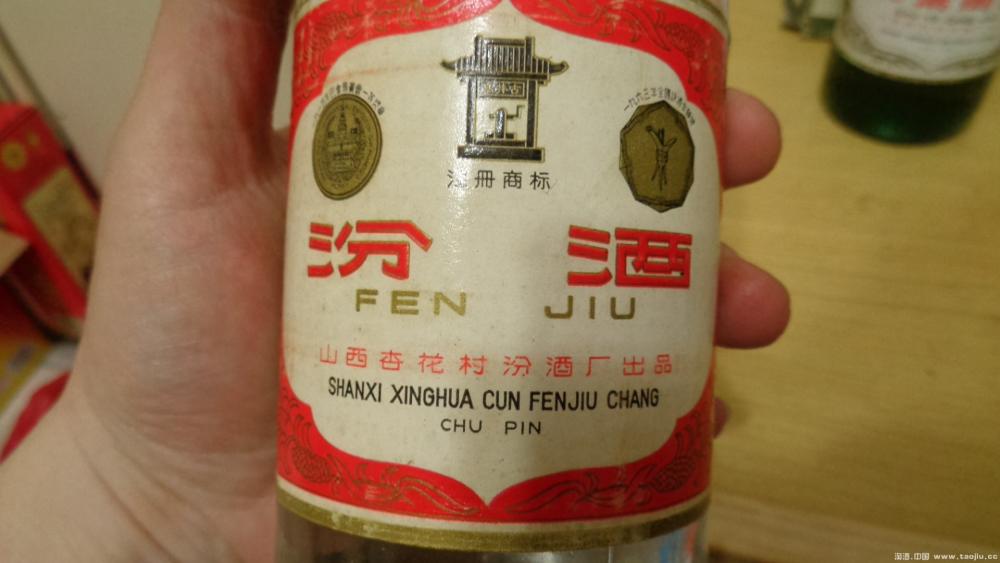 注册商标
汾酒
FEN JIU
山西杏花村汾酒厂出品
SHANXI XINGHUA CUN FENJIU CHANG
CHU PIN
淘酒.中国 www.taojiu.cc